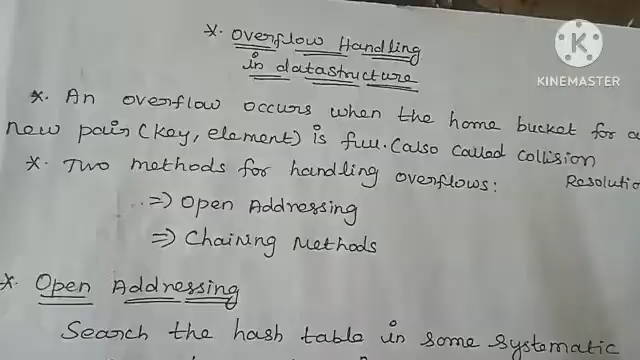 *. Overflow Handling
in datastructure
K
KINEMASTER
*. An overflow occurs when the home bucket for a
new pair (key, element) is full. (also called collision
Resolutio
*. Two methods for handling overflows:
=> Open Addressing
=> Chaining Methods
*. Open Addressing
Search the hash table in some systematic